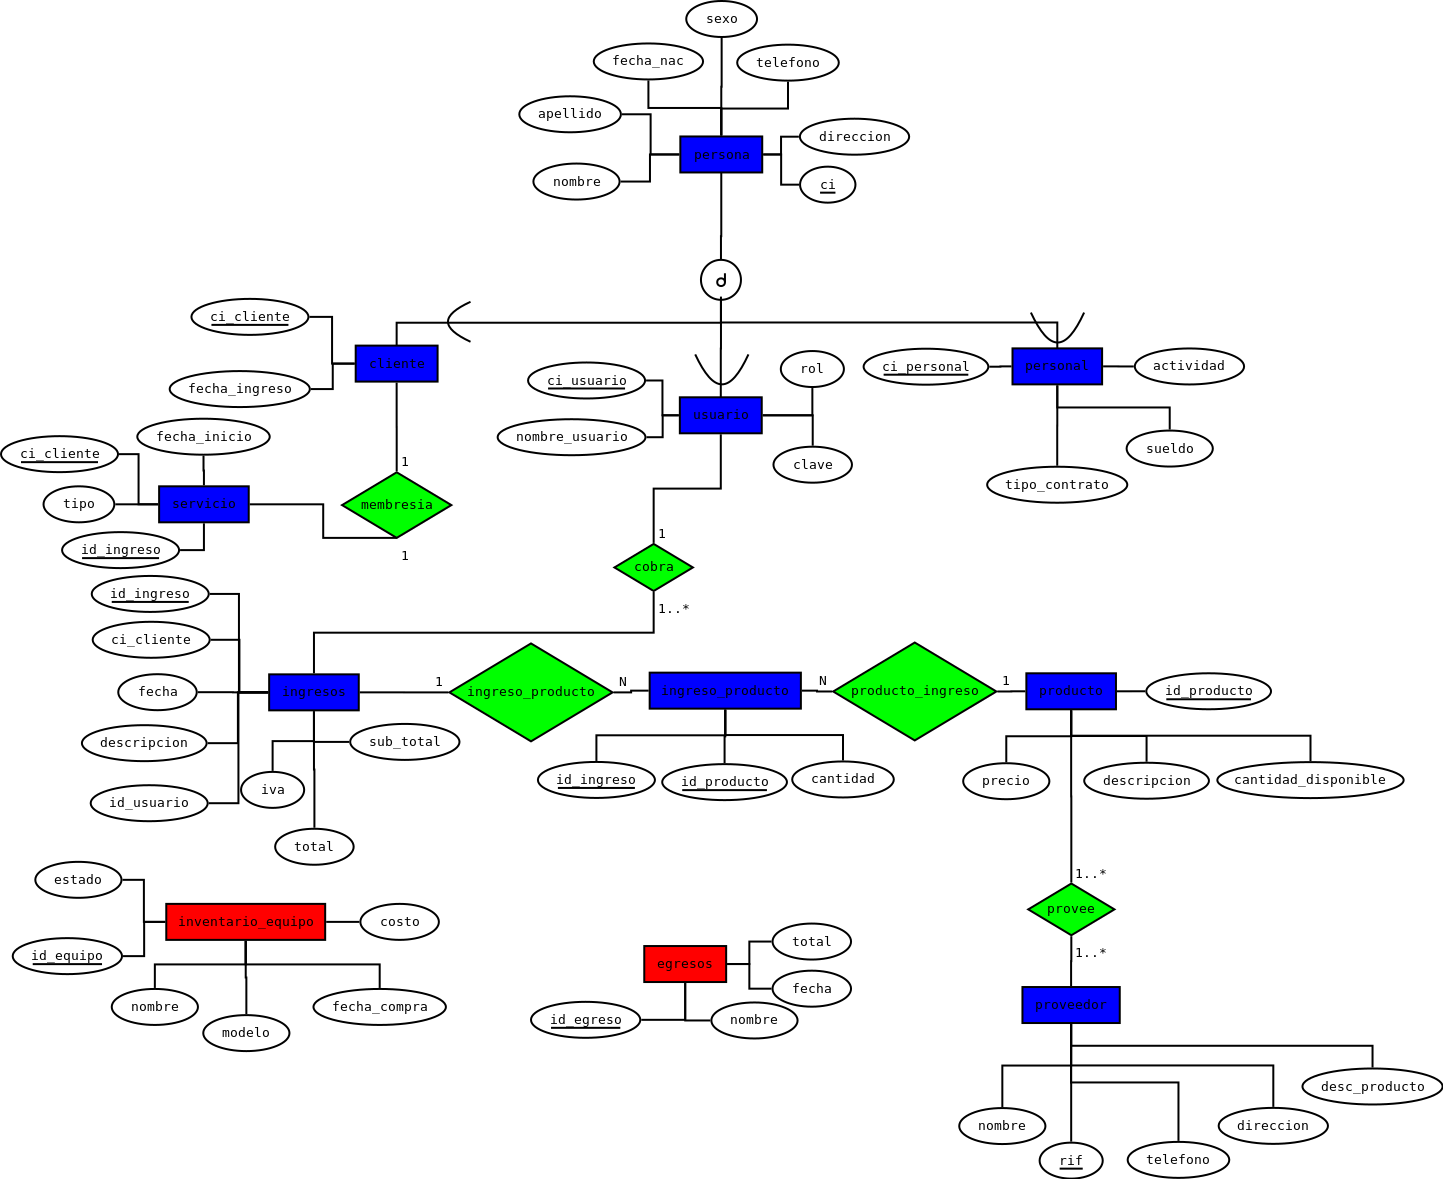 sexo
fecha_nac
telefono
apellido
direccion
persona
nombre
ci
d
ci_cliente
cliente
fecha_ingreso
ci_usuario
rol
ci_personal
personal
actividad
usuario
nombre_usuario
clave
sueldo
tipo_contrato
fecha_inicio
ci_cliente
1
tipo
servicio
membresia
id_ingreso
1
1
cobra
1..*
id_ingreso
ci_cliente
fecha
ingresos
1
ingreso_producto
N
ingreso_producto
N
producto_ingreso
1
producto
id_producto
descripcion
sub_total
iva
id_usuario
total
id_ingreso
id_producto
cantidad
precio
descripcion
cantidad_disponible
estado
inventario_equipo
costo
id_equipo
nombre
modelo
fecha_compra
1..*
provee
1..*
total
egresos
fecha
id_egreso
nombre
proveedor
desc_producto
nombre
direccion
rif
telefono